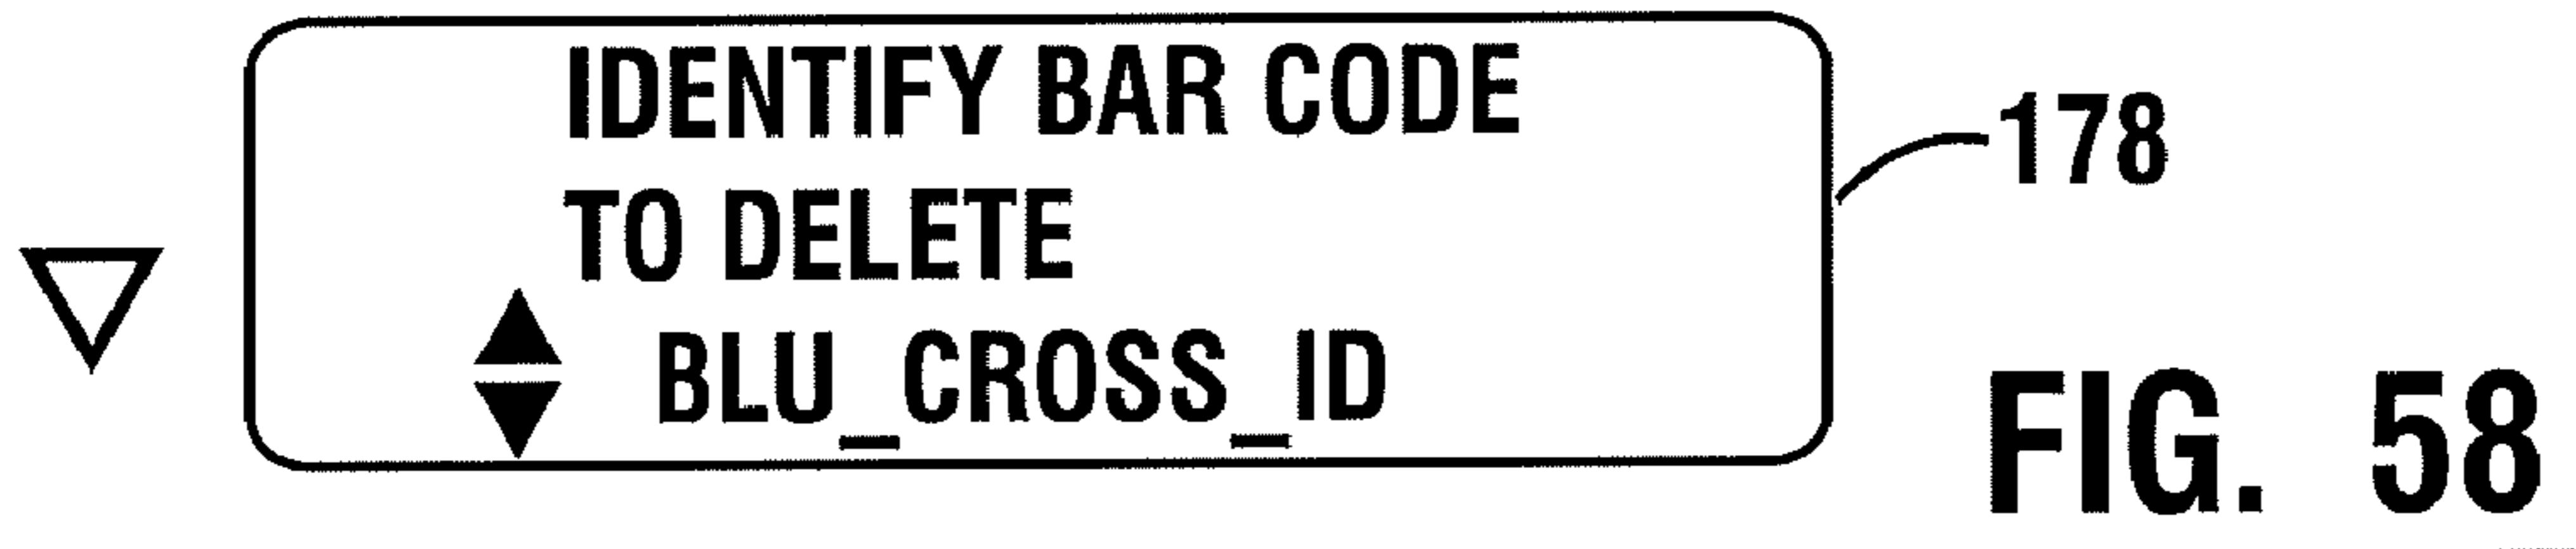 IDENTIFY BAR CODE
TO DELETE
BLU_CROSS_ID
178
FIG. 58